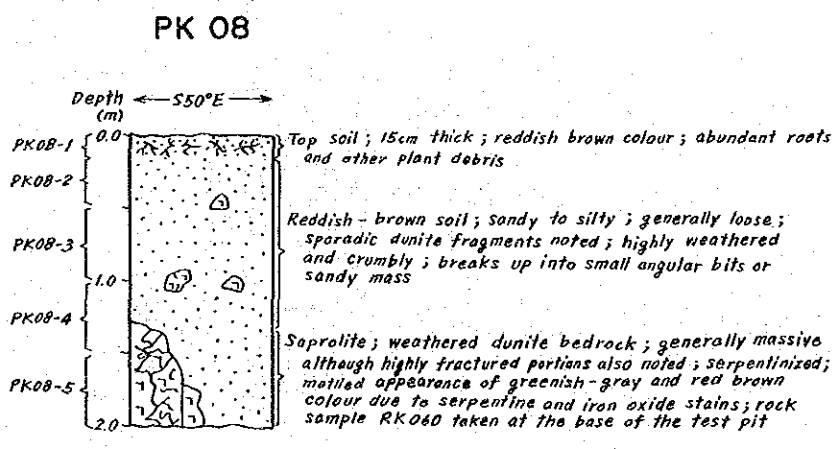 PK 08
Depth ← S50°E →
(m)
PK08-1
0.0
Top soil ; 15cm thick ; reddish brown colour ; abundant roots
and other plant debris
PK08-2
Reddish - brown soil ; sandy to silty ; generally loose ;
sporadic dunite fragments noted ; highly weathered
and crumbly ; breaks up into small angular bits or
sandy mass
PK08-3
1.0
PK08-4
Saprolite ; weathered dunite bedrock ; generally massive
although highly fractured portions also noted ; serpentinized;
mottled appearance of greenish-gray and red brown
colour due to serpentine and iron oxide stains ; rock
sample RK060 taken at the base of the test pit
PK08-5
2.0